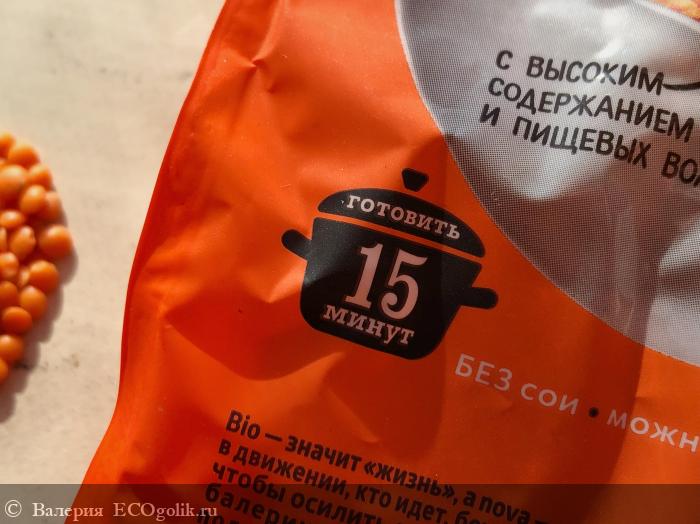 С ВЫСОКИМ
СОДЕРЖАНИЕМ
И ПИЩЕВЫХ
ГОТОВИТЬ
15
МИНУТ
БЕЗ СОИ •
Bio — значит «жизнь», а nova
в движении, кто идет,
чтобы осилить
© Валерия ECOgolik.ru